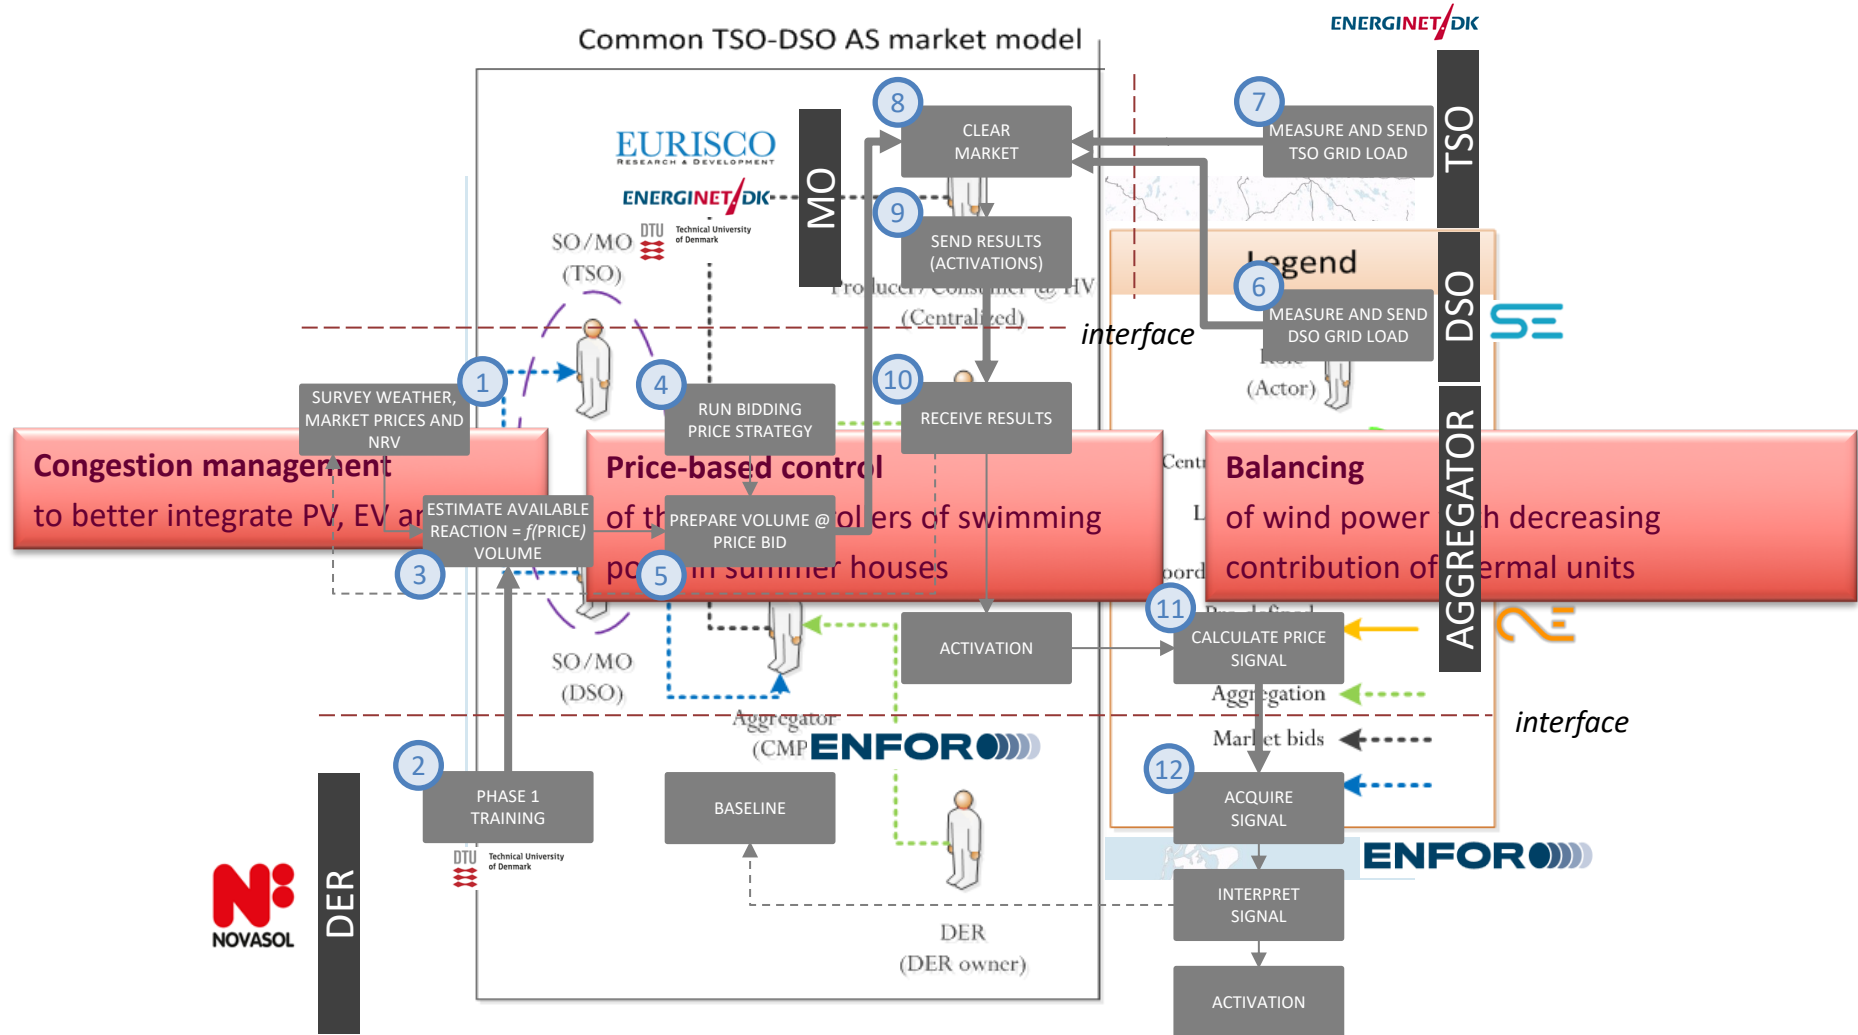 Common TSO-DSO AS market model
ENERGINET/DK
TSO
7
MEASURE AND SEND
TSO GRID LOAD
8
CLEAR
MARKET
MO
EURISCO
RESEARCH & DEVELOPMENT
ENERGINET/DK
DTU
Technical University
of Denmark
SO/MO
(TSO)
9
SEND RESULTS
(ACTIVATIONS)
Producer/Consumer @ HV
(Centralized)
Legend
6
MEASURE AND SEND
DSO GRID LOAD
DSO
SE
interface
(Actor)
1
SURVEY WEATHER,
MARKET PRICES AND
NRV
4
RUN BIDDING
PRICE STRATEGY
10
RECEIVE RESULTS
AGGREGATOR
Congestion management
to better integrate PV, EV
Price-based control
of swimming
in summer houses
Balancing
of wind power decreasing
contribution of units
3
ESTIMATE AVAILABLE
REACTION = f(PRICE)
VOLUME
5
PREPARE VOLUME @
PRICE BID
ACTIVATION
11
CALCULATE PRICE
SIGNAL
SO/MO
(DSO)
Aggregation
Market bids
interface
Aggregator
(CMP
ENFOR
2
PHASE 1
TRAINING
BASELINE
12
ACQUIRE
SIGNAL
DTU
Technical University
of Denmark
ENFOR
DER
NOVASOL
INTERPRET
SIGNAL
DER
(DER owner)
ACTIVATION